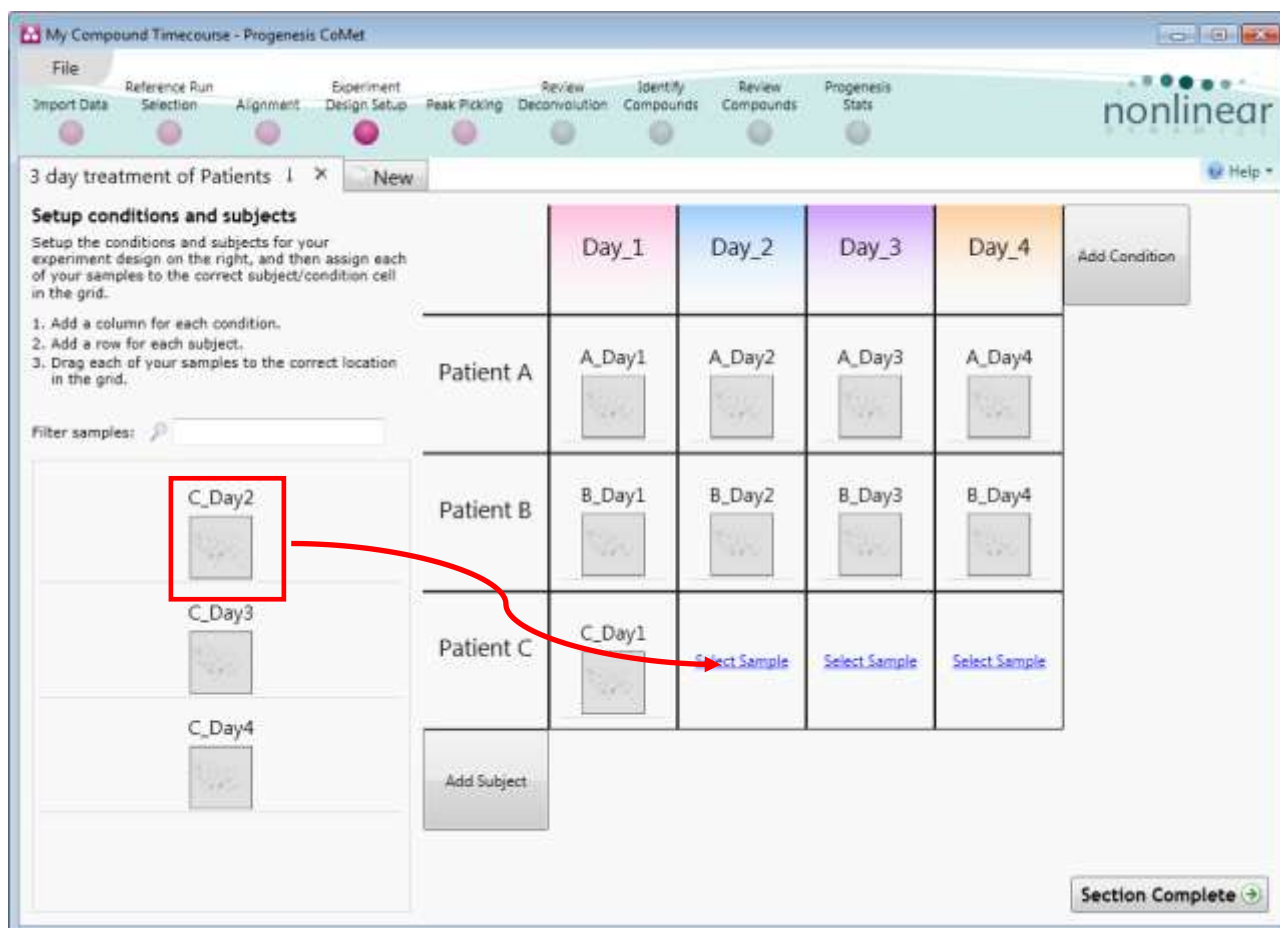 My Compound Timecourse - Progenesis CoMet
File
Import Data
Reference Run
Selection
Alignment
Experiment
Design Setup
Peak Picking
Review
Deconvolution
Identify
Compounds
Review
Compounds
Progenesis
Stats
nonlinear
3 day treatment of Patients
New
Help
Setup conditions and subjects
Setup the conditions and subjects for your
experiment design on the right, and then assign each
of your samples to the correct subject/condition cell
in the grid.
1. Add a column for each condition.
2. Add a row for each subject.
3. Drag each of your samples to the correct location
in the grid.
Filter samples:
C_Day2
C_Day3
C_Day4
Day_1 Day_2 Day_3 Day_4 Add Condition
Patient A A_Day1 A_Day2 A_Day3 A_Day4
Patient B B_Day1 B_Day2 B_Day3 B_Day4
Patient C C_Day1 Select Sample Select Sample Select Sample
Add Subject
Section Complete